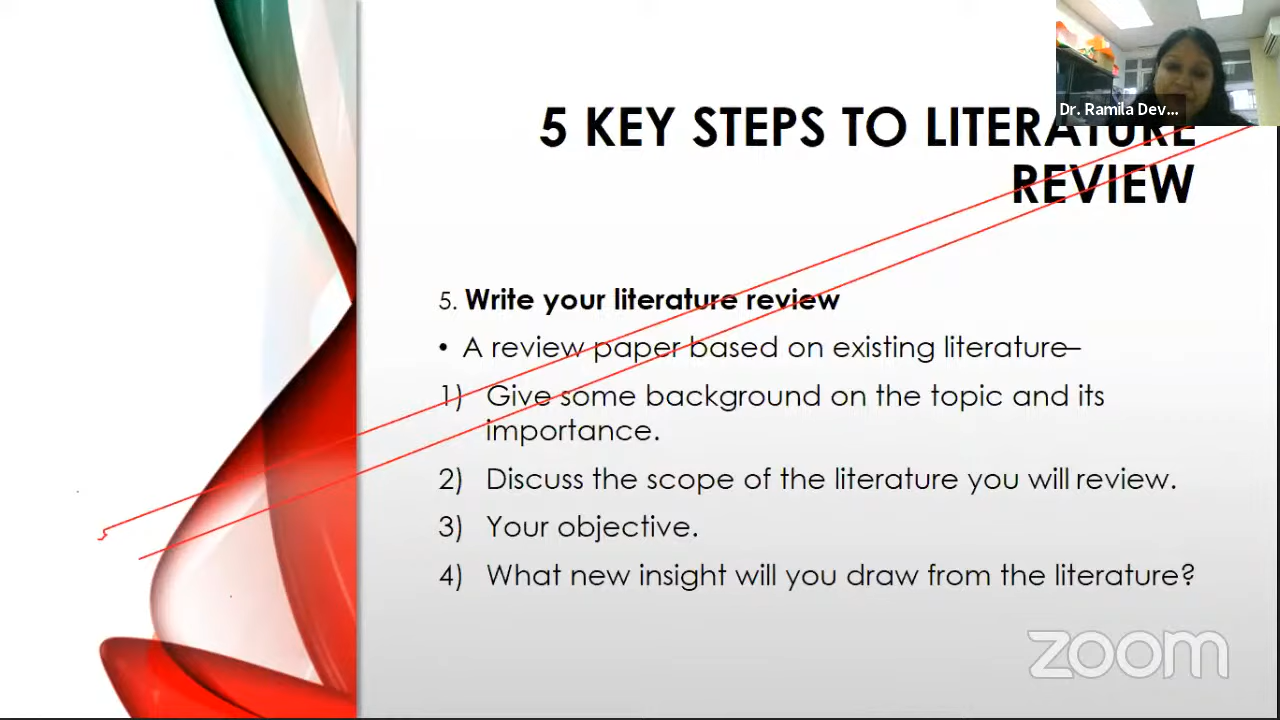 Dr. Ramila Dev...
5 KEY STEPS TO LITERATURE
REVIEW
5. Write your literature review
• A review paper based on existing literature–
1) Give some background on the topic and its
importance.
2) Discuss the scope of the literature you will review.
3) Your objective.
4) What new insight will you draw from the literature?
zoom